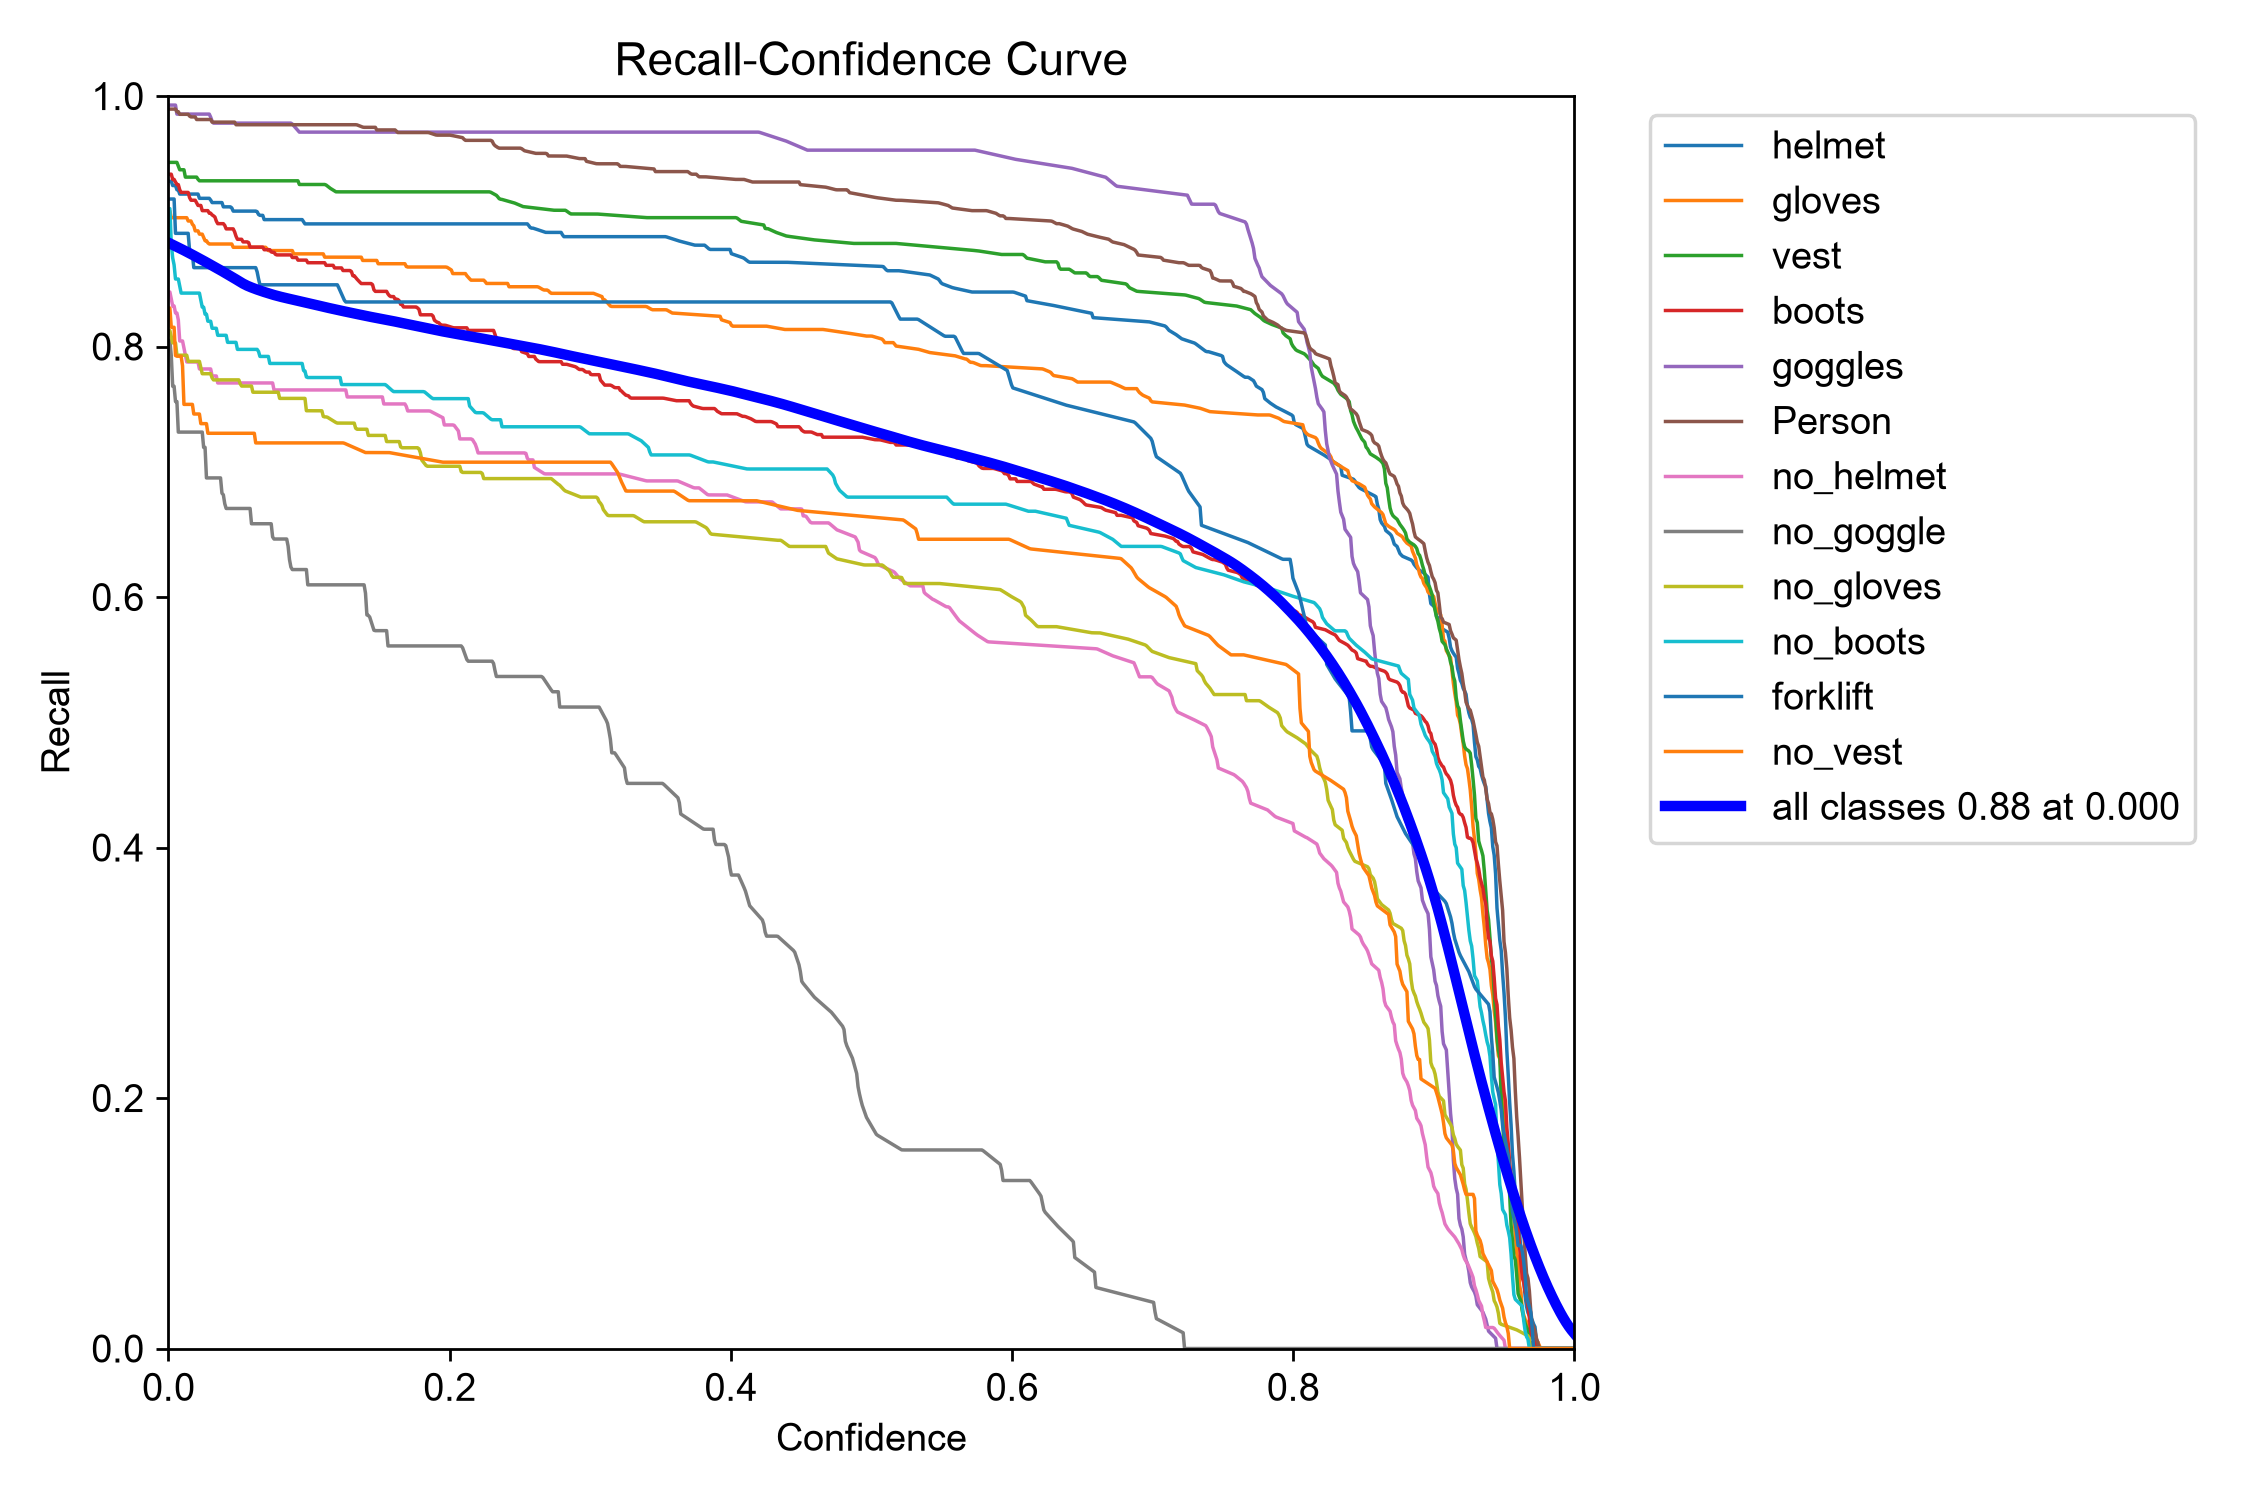 Recall-Confidence Curve
1.0
0.8
0.6
0.4
0.2
0.0
Recall
0.0 0.2 0.4 0.6 0.8 1.0
Confidence
helmet
gloves
vest
boots
goggles
Person
no_helmet
no_goggle
no_gloves
no_boots
forklift
no_vest
all classes 0.88 at 0.000